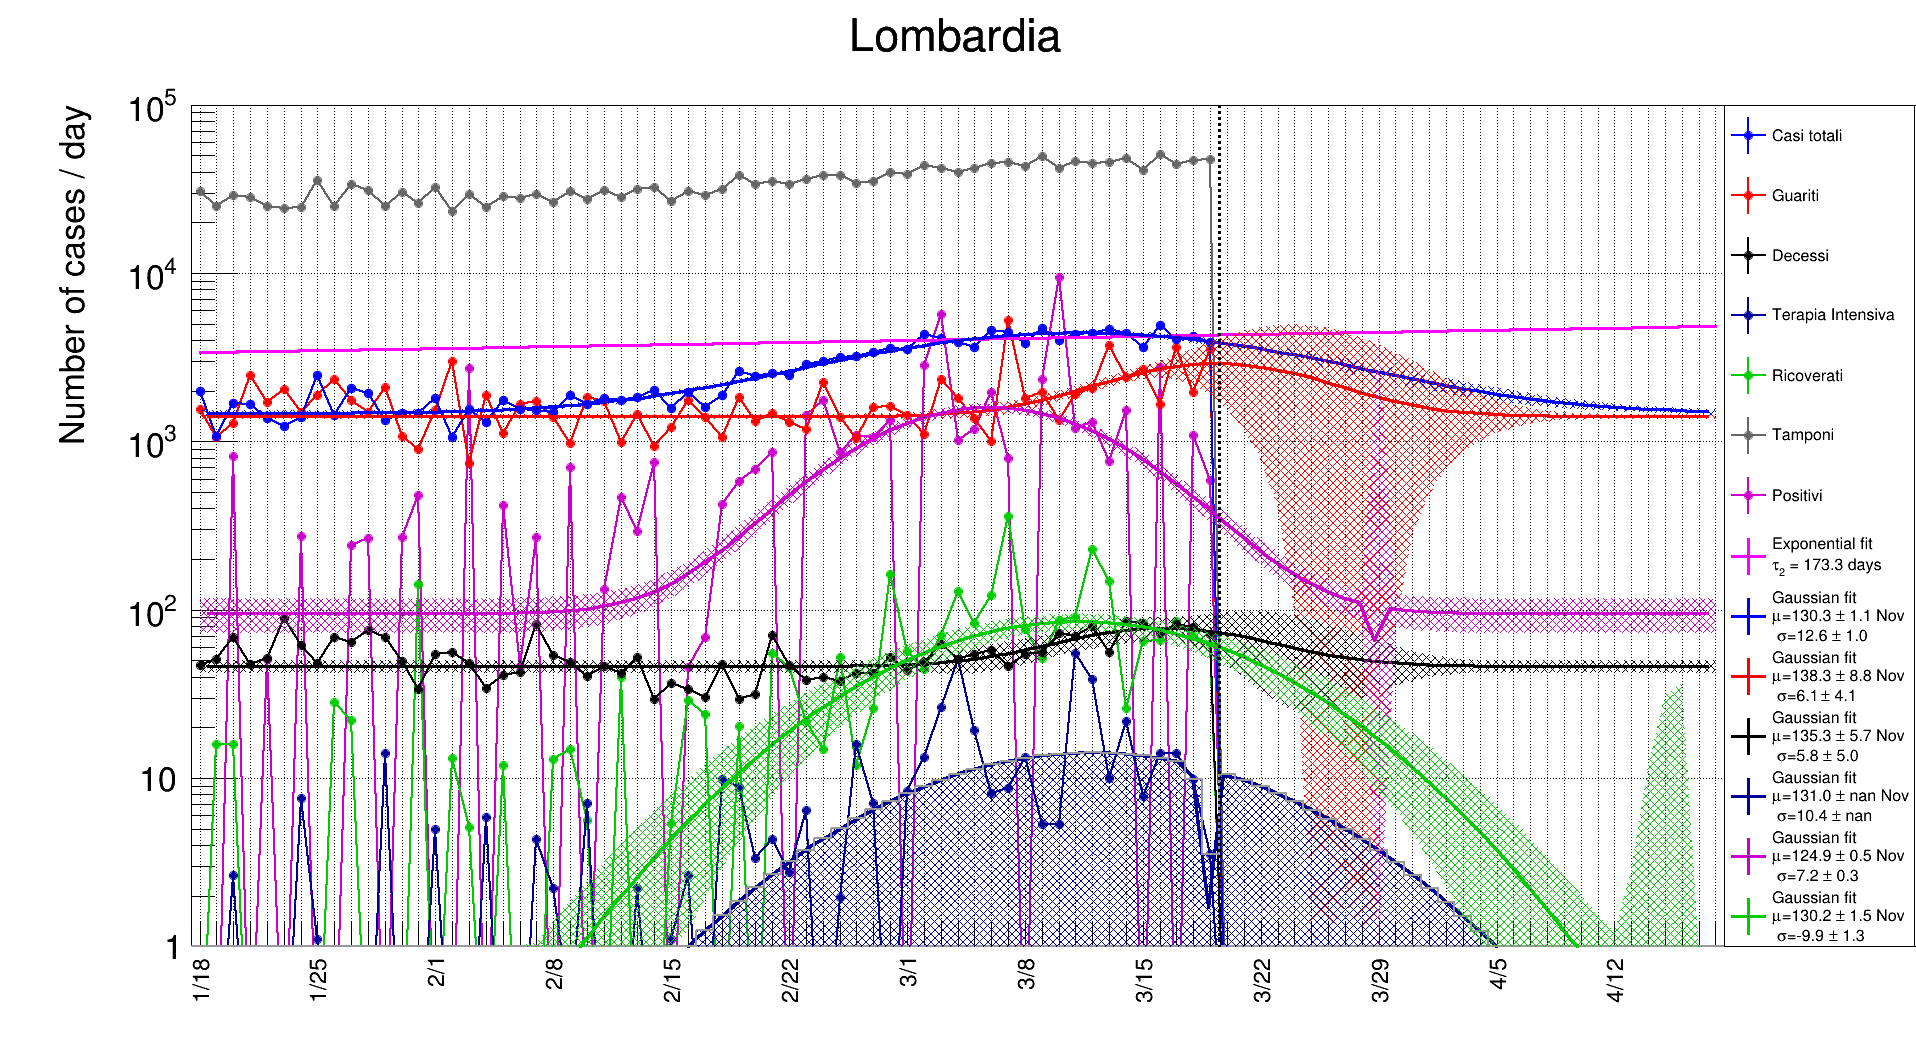 Lombardia
Number of cases / day
10^5
10^4
10^3
10^2
10
1
1/18
1/25
2/1
2/8
2/15
2/22
3/1
3/8
3/15
3/22
3/29
4/5
4/12
Casi totali
Guariti
Decessi
Terapia Intensiva
Ricoverati
Tamponi
Positivi
Exponential fit
τ₂ = 173.3 days
Gaussian fit
μ=130.3 ± 1.1 Nov
σ=12.6 ± 1.0
Gaussian fit
μ=138.3 ± 8.8 Nov
σ=6.1 ± 4.1
Gaussian fit
μ=135.3 ± 5.7 Nov
σ=5.8 ± 5.0
Gaussian fit
μ=131.0 ± nan Nov
σ=10.4 ± nan
Gaussian fit
μ=124.9 ± 0.5 Nov
σ=7.2 ± 0.3
Gaussian fit
μ=130.2 ± 1.5 Nov
σ=-9.9 ± 1.3